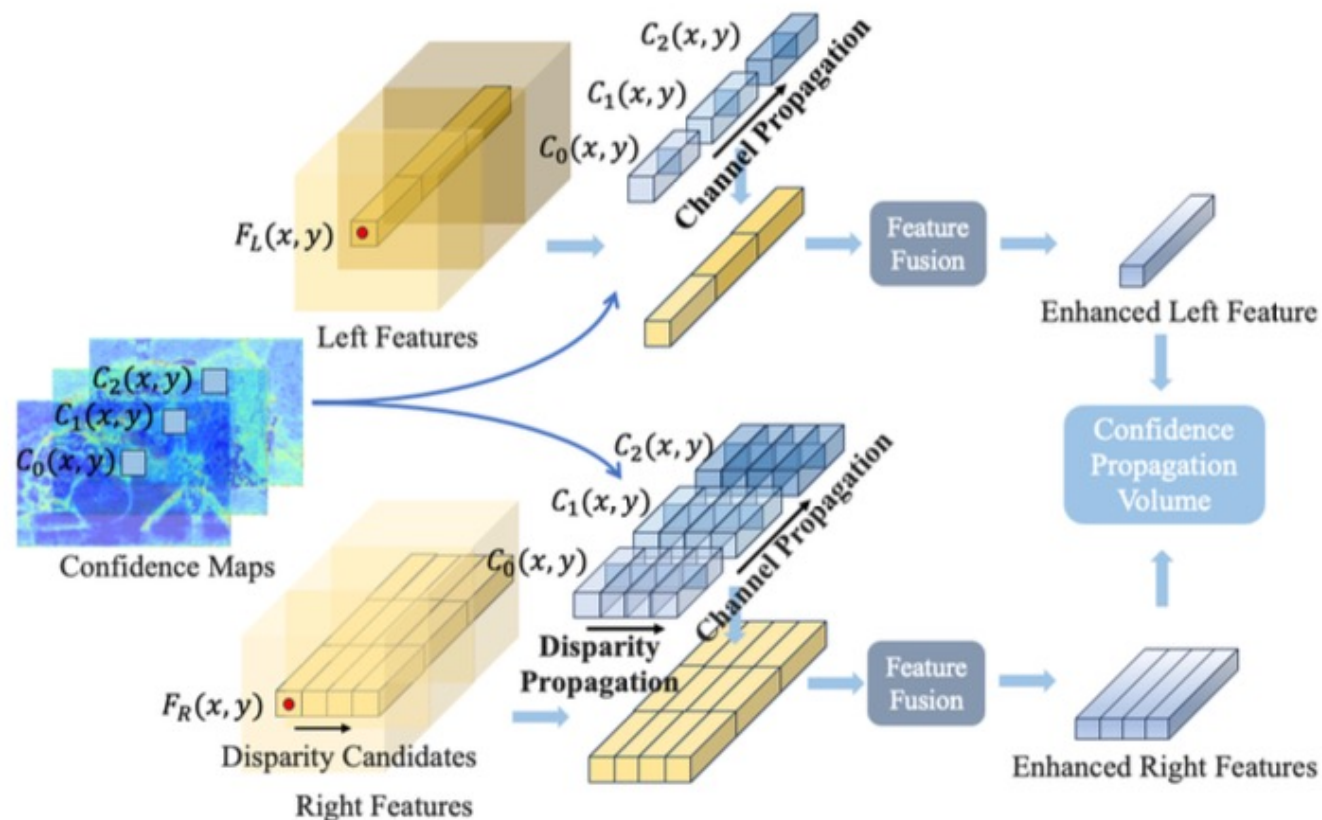 C₂(x, y)
C₁(x, y)
C₀(x, y)
Channel Propagation
F_L(x, y)
Left Features
Feature
Fusion
Enhanced Left Feature
C₂(x, y)
C₁(x, y)
C₀(x, y)
Confidence Maps
Confidence
Propagation
Volume
C₂(x, y)
C₁(x, y)
C₀(x, y)
Channel Propagation
Disparity
Propagation
F_R(x, y)
Disparity Candidates
Right Features
Feature
Fusion
Enhanced Right Features